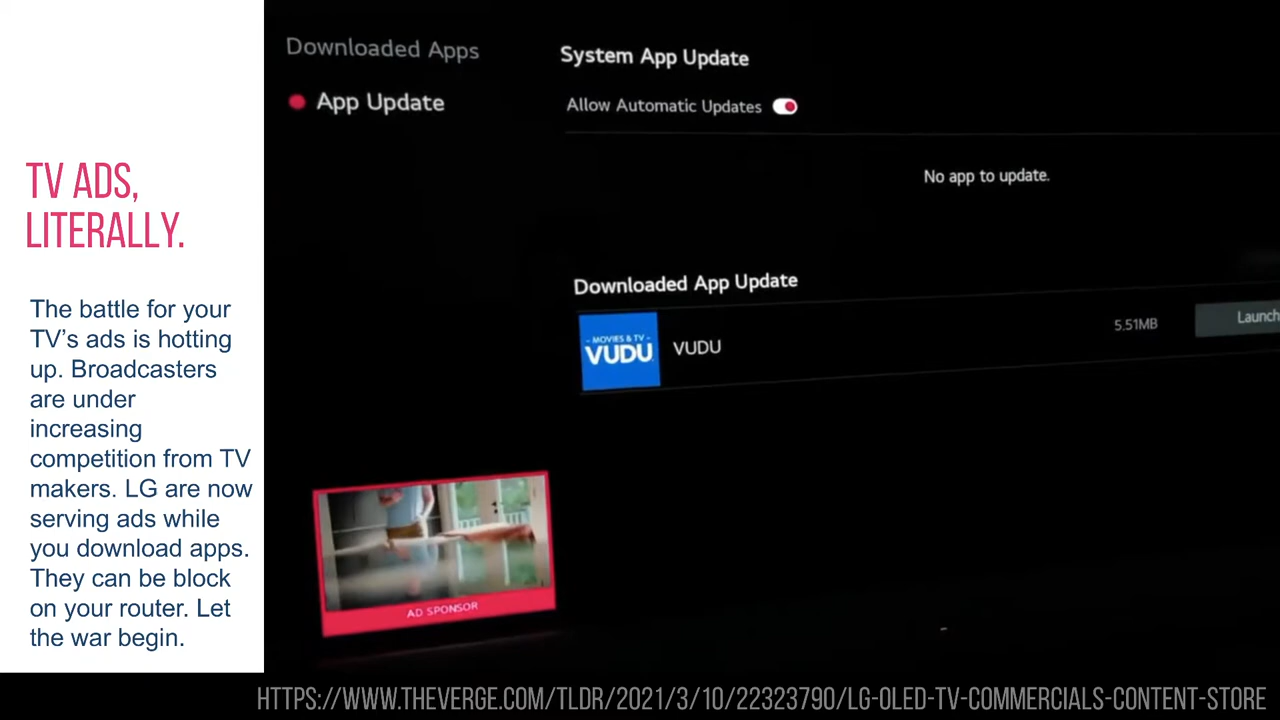 TV ADS,
LITERALLY.
The battle for your
TV’s ads is hotting
up. Broadcasters
are under
increasing
competition from TV
makers. LG are now
serving ads while
you download apps.
They can be block
on your router. Let
the war begin.
Downloaded Apps
App Update
System App Update
Allow Automatic Updates
No app to update.
Downloaded App Update
- MOVIES & TV -
VUDU
VUDU
5.51MB
Launch
AD SPONSOR
HTTPS://WWW.THEVERGE.COM/TLDR/2021/3/10/22323790/LG-OLED-TV-COMMERCIALS-CONTENT-STORE